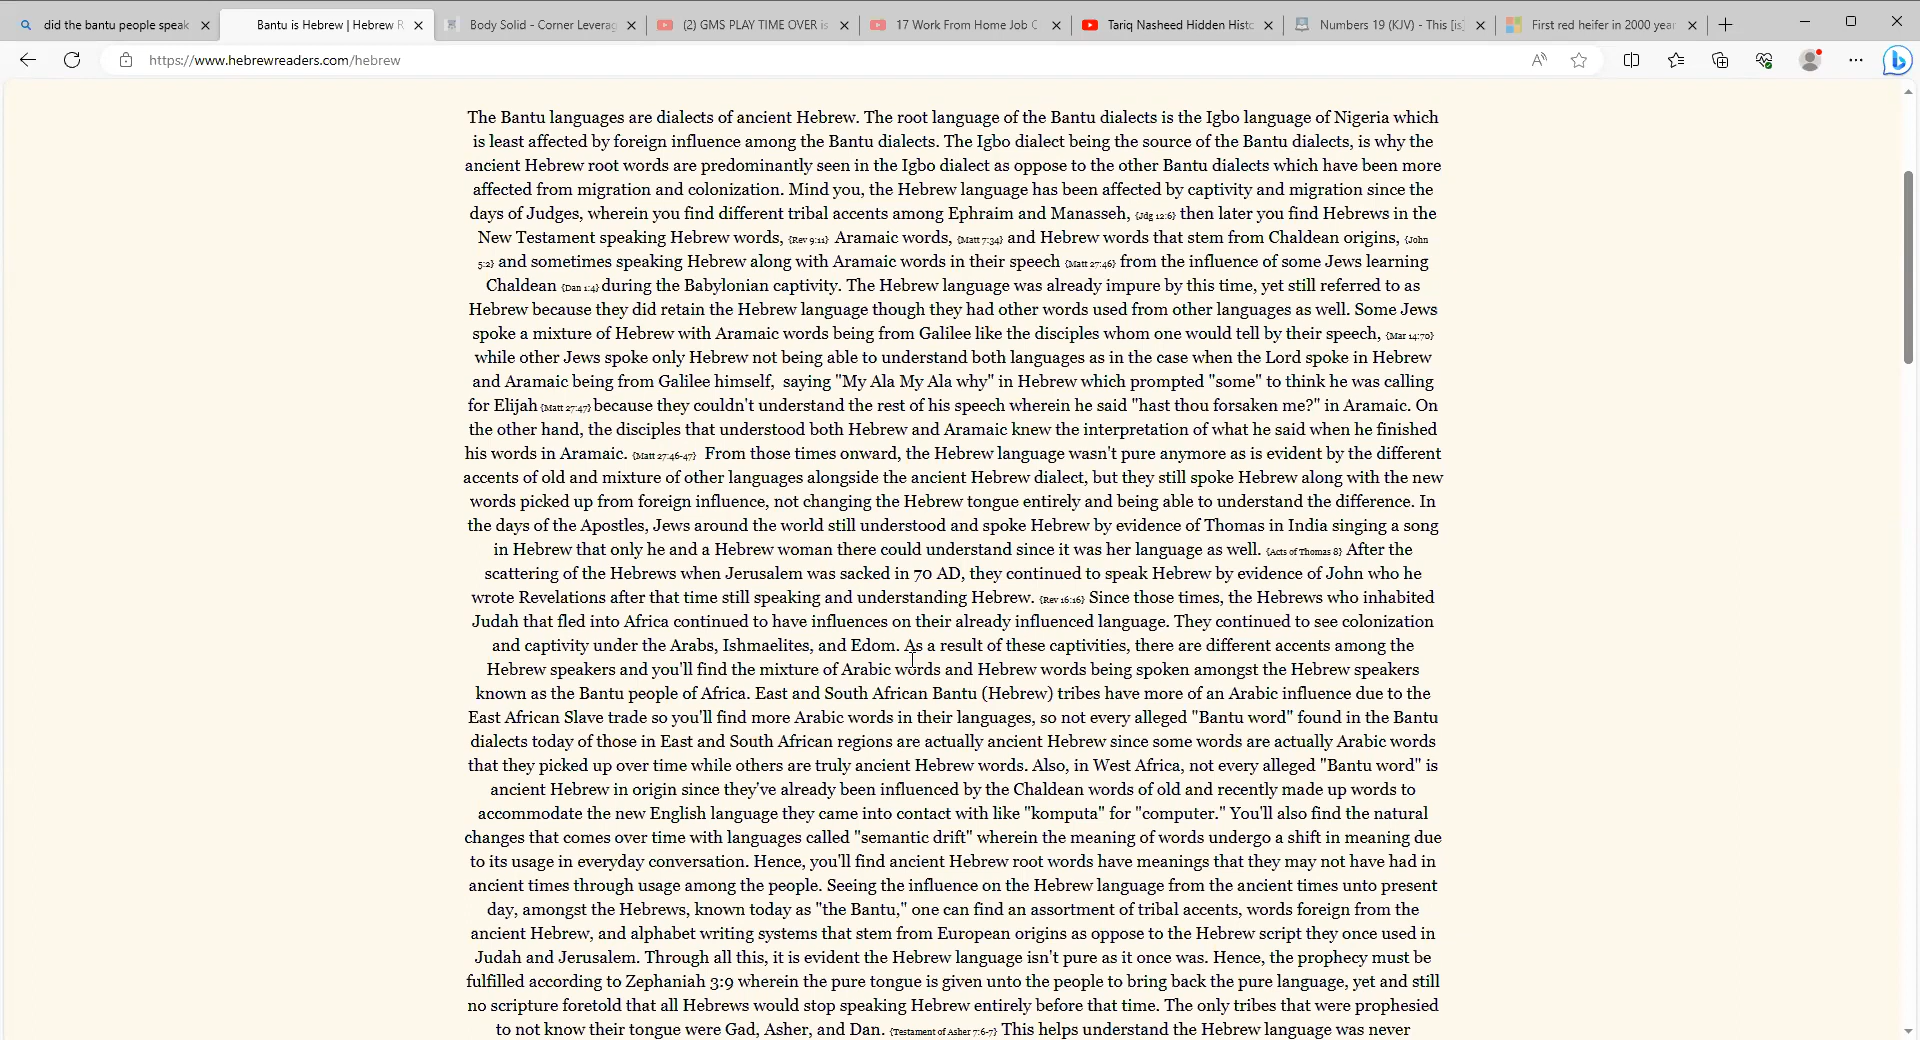 did the bantu people speak
Bantu is Hebrew | Hebrew R
Body Solid - Corner Leverag
(2) GMS PLAY TIME OVER is
17 Work From Home Job C
Tariq Nasheed Hidden Histo
Numbers 19 (KJV) - This [is]
First red heifer in 2000 year
https://www.hebrewreaders.com/hebrew
The Bantu languages are dialects of ancient Hebrew. The root language of the Bantu dialects is the Igbo language of Nigeria which
is least affected by foreign influence among the Bantu dialects. The Igbo dialect being the source of the Bantu dialects, is why the
ancient Hebrew root words are predominantly seen in the Igbo dialect as oppose to the other Bantu dialects which have been more
affected from migration and colonization. Mind you, the Hebrew language has been affected by captivity and migration since the
days of Judges, wherein you find different tribal accents among Ephraim and Manasseh, {Jdg 12:6} then later you find Hebrews in the
New Testament speaking Hebrew words, {Rev 9:11} Aramaic words, {Matt 7:34} and Hebrew words that stem from Chaldean origins, {John
5:2} and sometimes speaking Hebrew along with Aramaic words in their speech {Matt 27:46} from the influence of some Jews learning
Chaldean {Dan 1:4} during the Babylonian captivity. The Hebrew language was already impure by this time, yet still referred to as
Hebrew because they did retain the Hebrew language though they had other words used from other languages as well. Some Jews
spoke a mixture of Hebrew with Aramaic words being from Galilee like the disciples whom one would tell by their speech, {Mar 14:70}
while other Jews spoke only Hebrew not being able to understand both languages as in the case when the Lord spoke in Hebrew
and Aramaic being from Galilee himself, saying "My Ala My Ala why" in Hebrew which prompted "some" to think he was calling
for Elijah {Matt 27:47} because they couldn't understand the rest of his speech wherein he said "hast thou forsaken me?" in Aramaic. On
the other hand, the disciples that understood both Hebrew and Aramaic knew the interpretation of what he said when he finished
his words in Aramaic. {Matt 27:46-47} From those times onward, the Hebrew language wasn't pure anymore as is evident by the different
accents of old and mixture of other languages alongside the ancient Hebrew dialect, but they still spoke Hebrew along with the new
words picked up from foreign influence, not changing the Hebrew tongue entirely and being able to understand the difference. In
the days of the Apostles, Jews around the world still understood and spoke Hebrew by evidence of Thomas in India singing a song
in Hebrew that only he and a Hebrew woman there could understand since it was her language as well. {Acts of Thomas 8} After the
scattering of the Hebrews when Jerusalem was sacked in 70 AD, they continued to speak Hebrew by evidence of John who he
wrote Revelations after that time still speaking and understanding Hebrew. {Rev 16:16} Since those times, the Hebrews who inhabited
Judah that fled into Africa continued to have influences on their already influenced language. They continued to see colonization
and captivity under the Arabs, Ishmaelites, and Edom. As a result of these captivities, there are different accents among the
Hebrew speakers and you'll find the mixture of Arabic words and Hebrew words being spoken amongst the Hebrew speakers
known as the Bantu people of Africa. East and South African Bantu (Hebrew) tribes have more of an Arabic influence due to the
East African Slave trade so you'll find more Arabic words in their languages, so not every alleged "Bantu word" found in the Bantu
dialects today of those in East and South African regions are actually ancient Hebrew since some words are actually Arabic words
that they picked up over time while others are truly ancient Hebrew words. Also, in West Africa, not every alleged "Bantu word" is
ancient Hebrew in origin since they've already been influenced by the Chaldean words of old and recently made up words to
accommodate the new English language they came into contact with like "komputa" for "computer." You'll also find the natural
changes that comes over time with languages called "semantic drift" wherein the meaning of words undergo a shift in meaning due
to its usage in everyday conversation. Hence, you'll find ancient Hebrew root words have meanings that they may not have had in
ancient times through usage among the people. Seeing the influence on the Hebrew language from the ancient times unto present
day, amongst the Hebrews, known today as "the Bantu," one can find an assortment of tribal accents, words foreign from the
ancient Hebrew, and alphabet writing systems that stem from European origins as oppose to the Hebrew script they once used in
Judah and Jerusalem. Through all this, it is evident the Hebrew language isn't pure as it once was. Hence, the prophecy must be
fulfilled according to Zephaniah 3:9 wherein the pure tongue is given unto the people to bring back the pure language, yet and still
no scripture foretold that all Hebrews would stop speaking Hebrew entirely before that time. The only tribes that were prophesied
to not know their tongue were Gad, Asher, and Dan. {Testament of Asher 7:6-7} This helps understand the Hebrew language was never